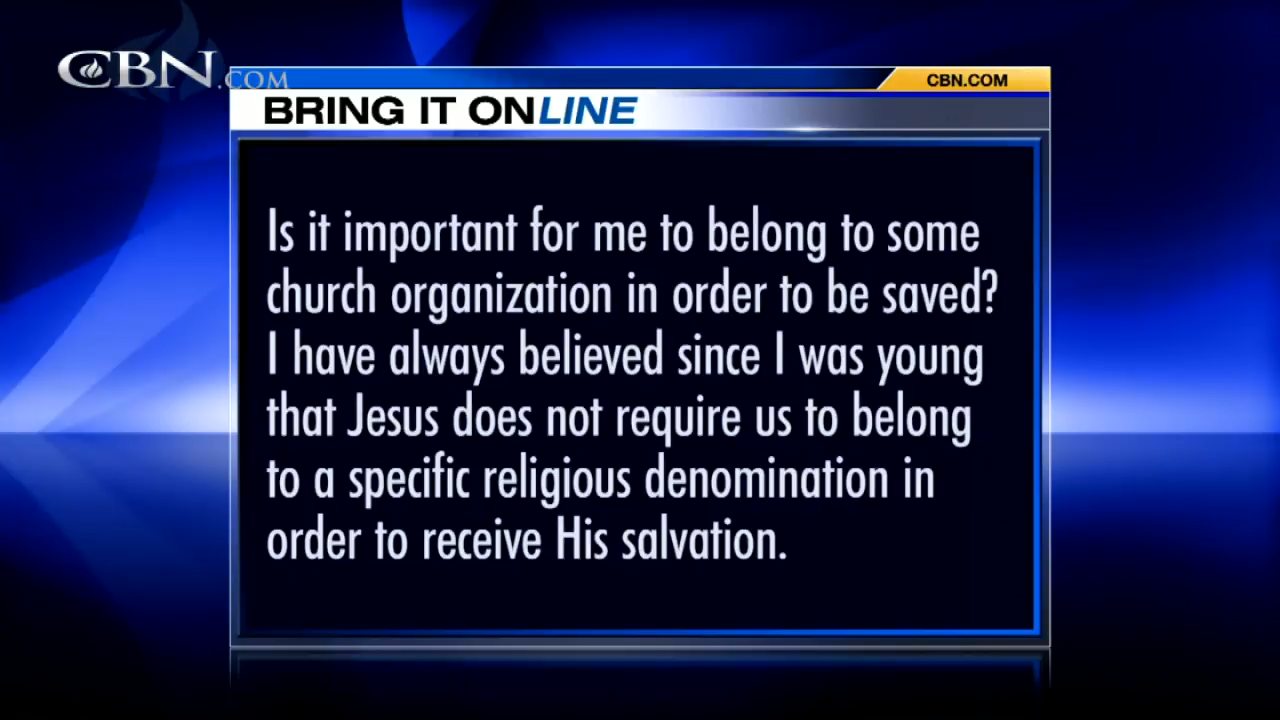 CBN.COM
CBN.COM
BRING IT ONLINE
Is it important for me to belong to some
church organization in order to be saved?
I have always believed since I was young
that Jesus does not require us to belong
to a specific religious denomination in
order to receive His salvation.